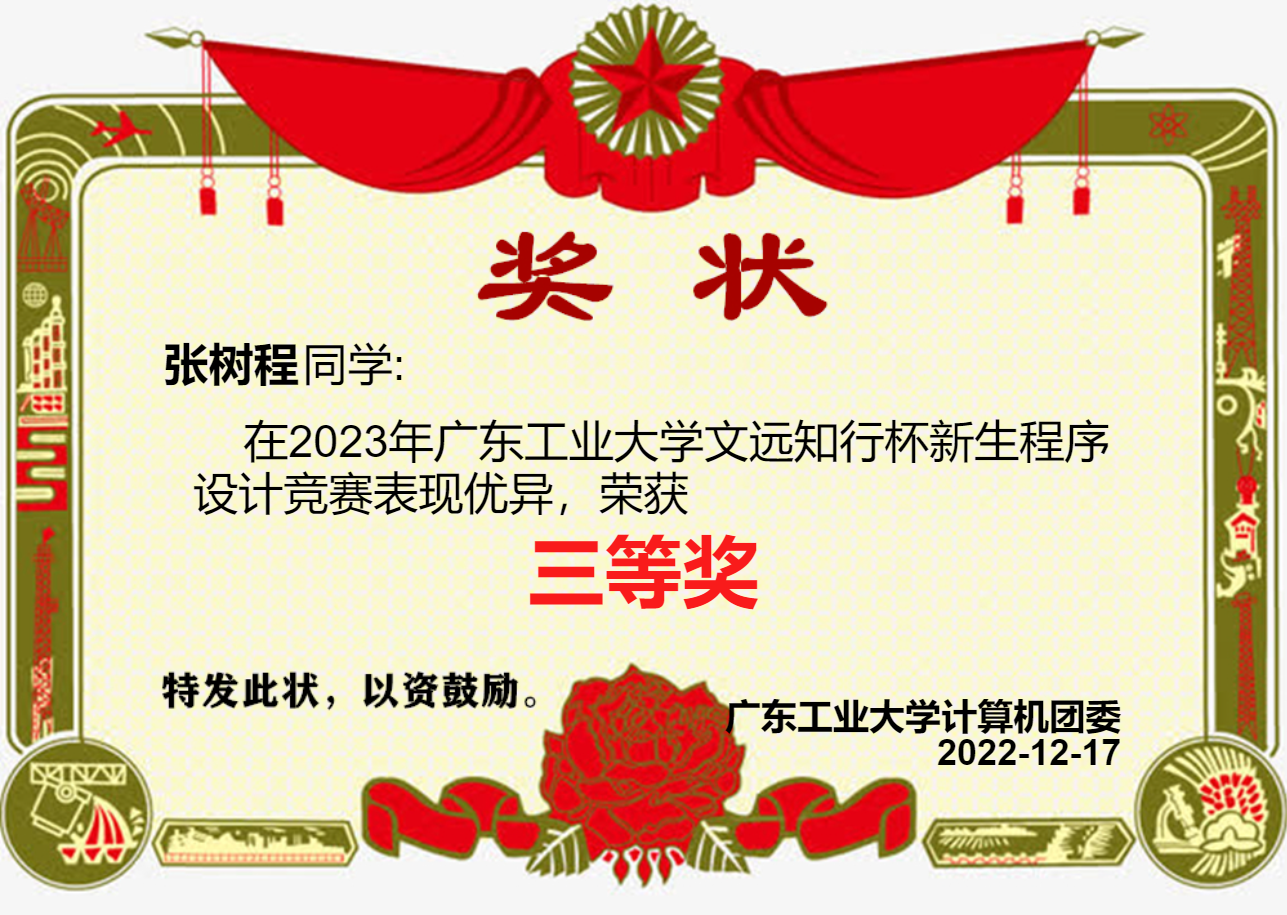 奖 状
张树程同学:
在2023年广东工业大学文远知行杯新生程序
设计竞赛表现优异，荣获
三等奖
特发此状，以资鼓励。
广东工业大学计算机团委
2022-12-17